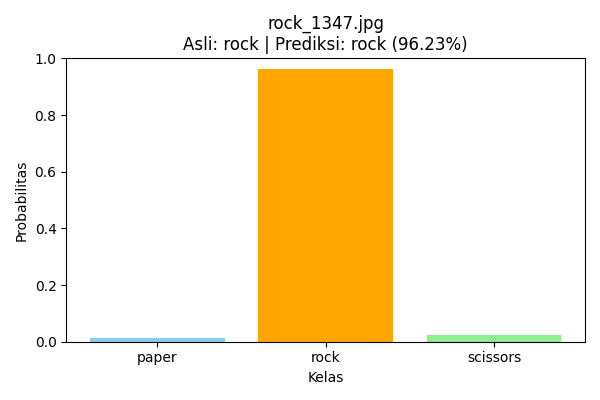 rock_1347.jpg
Asli: rock | Prediksi: rock (96.23%)
1.0
0.8
0.6
0.4
0.2
0.0
Probabilitas
paper rock scissors
Kelas